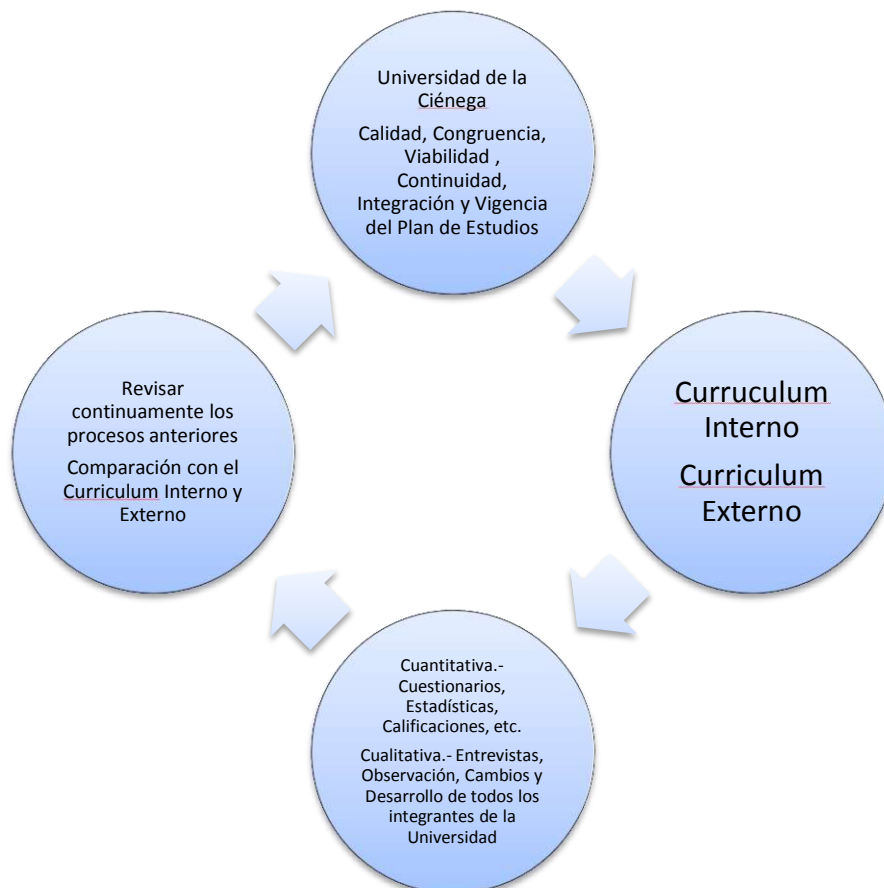 Universidad de la
Ciénega
Calidad, Congruencia,
Viabilidad ,
Continuidad,
Integración y Vigencia
del Plan de Estudios
Curruculum
Interno
Curriculum
Externo
Cuantitativa.-
Cuestionarios,
Estadísticas,
Calificaciones, etc.
Cualitativa.- Entrevistas,
Observación, Cambios y
Desarrollo de todos los
integrantes de la
Universidad
Revisar
continuamente los
procesos anteriores
Comparación con el
Curriculum Interno y
Externo